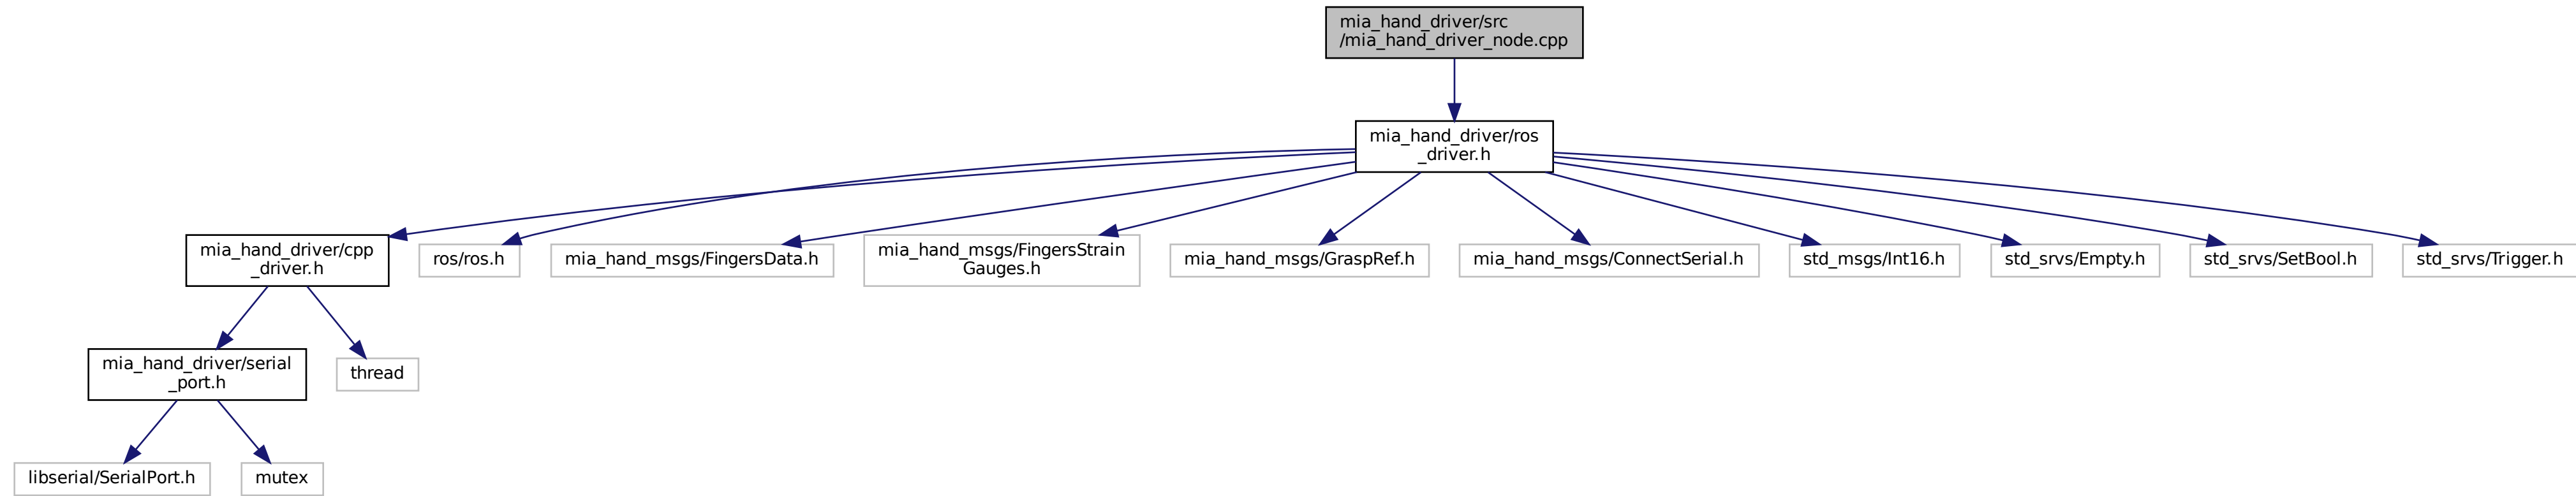 mia_hand_driver/src
/mia_hand_driver_node.cpp
mia_hand_driver/ros
_driver.h
mia_hand_driver/cpp
_driver.h
ros/ros.h
mia_hand_msgs/FingersData.h
mia_hand_msgs/FingersStrain
Gauges.h
mia_hand_msgs/GraspRef.h
mia_hand_msgs/ConnectSerial.h
std_msgs/Int16.h
std_srvs/Empty.h
std_srvs/SetBool.h
std_srvs/Trigger.h
mia_hand_driver/serial
_port.h
thread
libserial/SerialPort.h
mutex